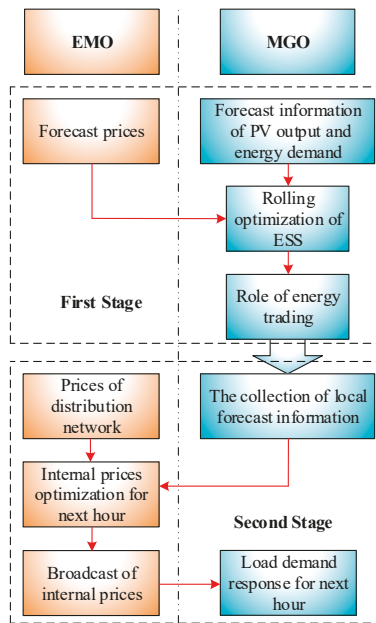 EMO
MGO
Forecast prices
Forecast information
of PV output and
energy demand
Rolling
optimization of
ESS
First Stage
Role of energy
trading
Prices of
distribution
network
The collection of local
forecast information
Internal prices
optimization for
next hour
Second Stage
Broadcast of
internal prices
Load demand
response for next
hour